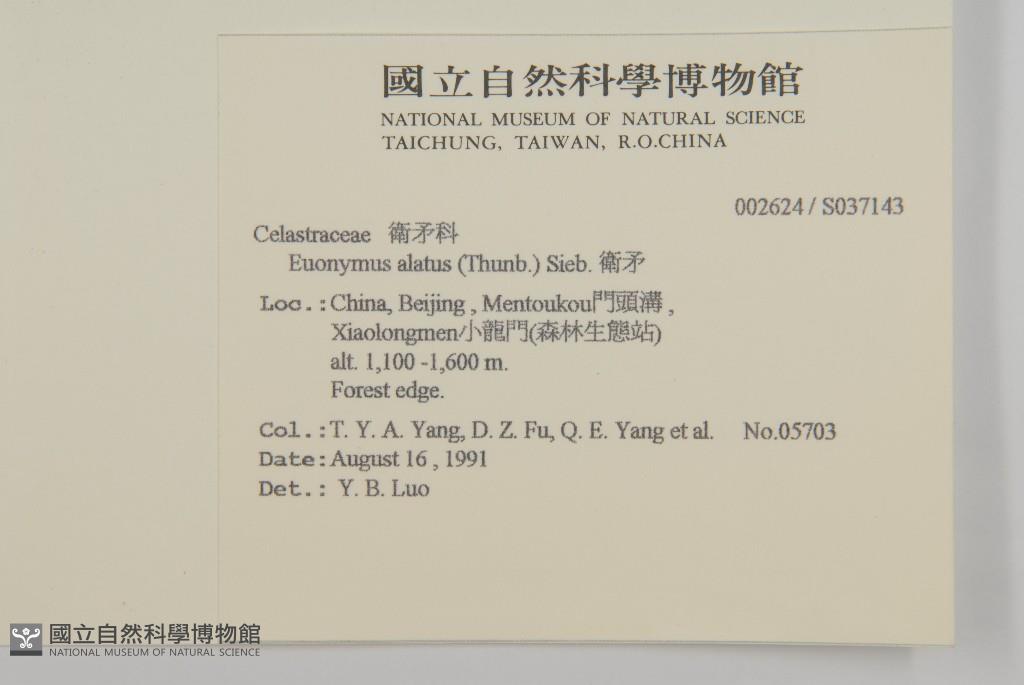 國立自然科學博物館
NATIONAL MUSEUM OF NATURAL SCIENCE
TAICHUNG, TAIWAN, R.O.CHINA
002624 / S037143
Celastraceae 衛矛科
Euonymus alatus (Thunb.) Sieb. 衛矛
Loc.: China, Beijing , Mentoukou門頭溝 ,
Xiaolongmen小龍門(森林生態站)
alt. 1,100 -1,600 m.
Forest edge.
Col.: T. Y. A. Yang, D. Z. Fu, Q. E. Yang et al. No.05703
Date: August 16 , 1991
Det.: Y. B. Luo
國立自然科學博物館
NATIONAL MUSEUM OF NATURAL SCIENCE